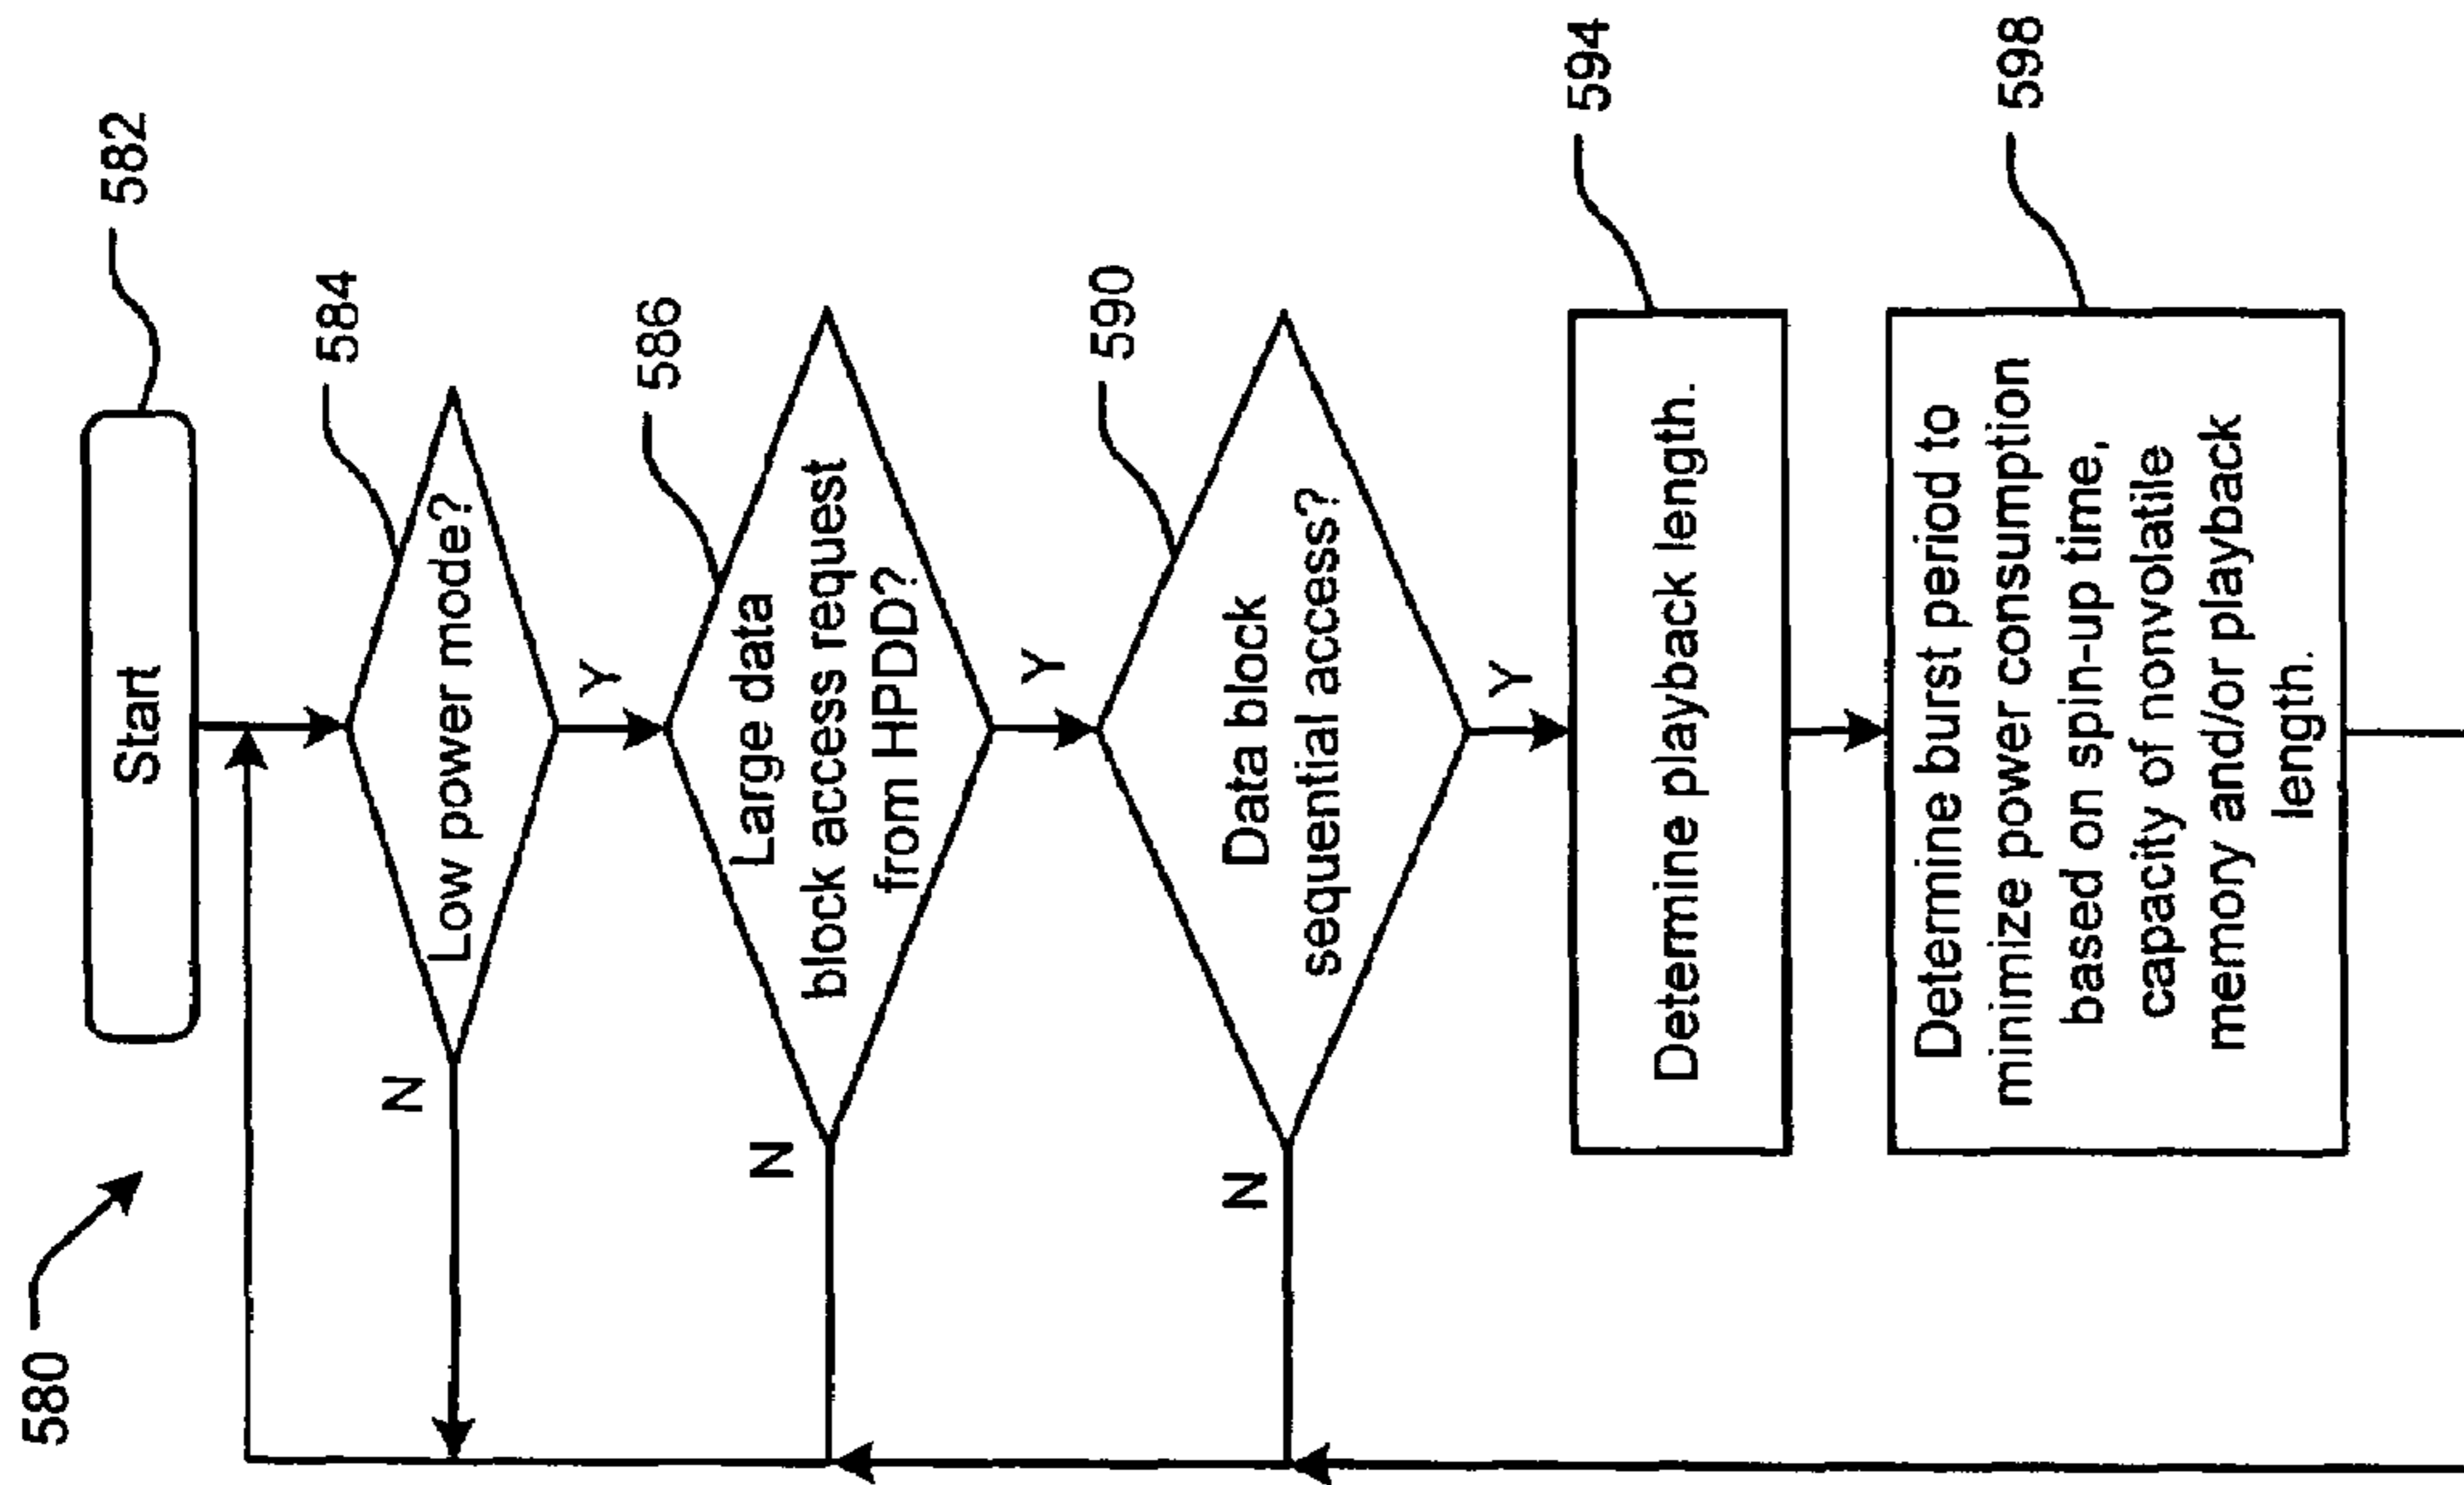 580
582
Start
584
Low power mode?
N
Y
586
Large data
block access request
from HPDD?
N
Y
590
Data block
sequential access?
N
Y
594
Determine playback length.
598
Determine burst period to
minimize power consumption
based on spin-up time,
capacity of nonvolatile
memory and/or playback
length.